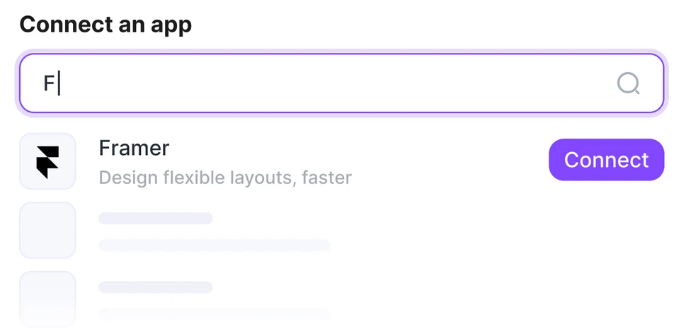 Connect an app
F
Framer
Connect
Design flexible layouts, faster